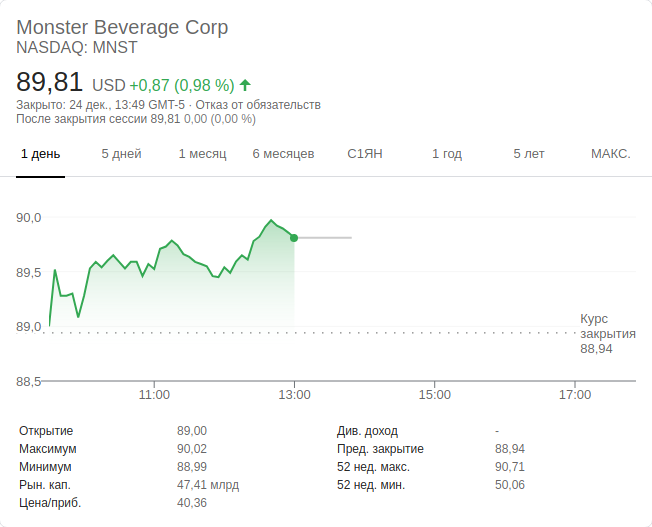 Monster Beverage Corp
NASDAQ: MNST
89,81 USD +0,87 (0,98 %)
Закрыто: 24 дек., 13:49 GMT-5 · Отказ от обязательств
После закрытия сессии 89,81 0,00 (0,00 %)
1 день 5 дней 1 месяц 6 месяцев С1ЯН 1 год 5 лет МАКС.
90,0
89,5
89,0
88,5
Курс
закрытия
88,94
11:00 13:00 15:00 17:00
Открытие 89,00 Див. доход -
Максимум 90,02 Пред. закрытие 88,94
Минимум 88,99 52 нед. макс. 90,71
Рын. кап. 47,41 млрд 52 нед. мин. 50,06
Цена/приб. 40,36